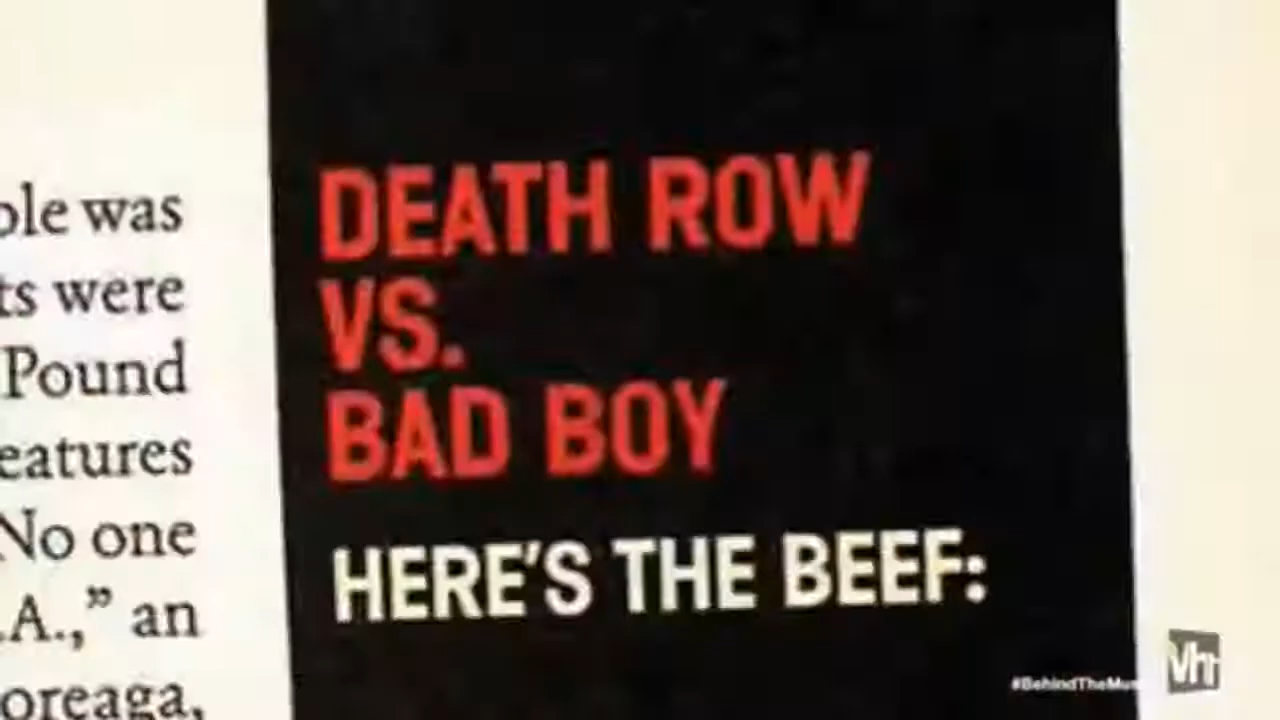 ole was
ts were
Pound
eatures
No one
.A.,” an
oreaga,
DEATH ROW
VS.
BAD BOY
HERE’S THE BEEF:
#BehindTheMus
vh1